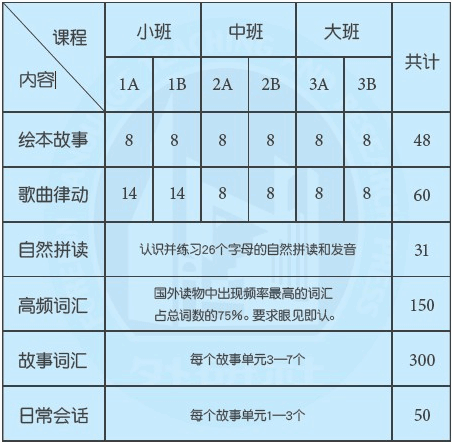 课程 小班 中班 大班 共计
内容 1A 1B 2A 2B 3A 3B
绘本故事 8 8 8 8 8 8 48
歌曲律动 14 14 8 8 8 8 60
自然拼读 认识并练习26个字母的自然拼读和发音 31
高频词汇 国外读物中出现频率最高的词汇
占总词数的75%。要求眼见即认。 150
故事词汇 每个故事单元3—7个 300
日常会话 每个故事单元1—3个 50